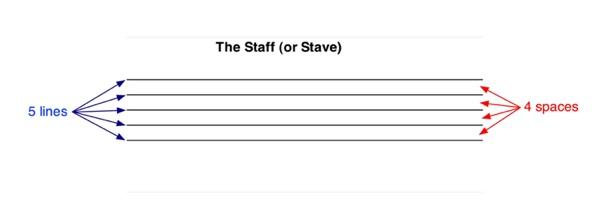 The Staff (or Stave)
5 lines
4 spaces